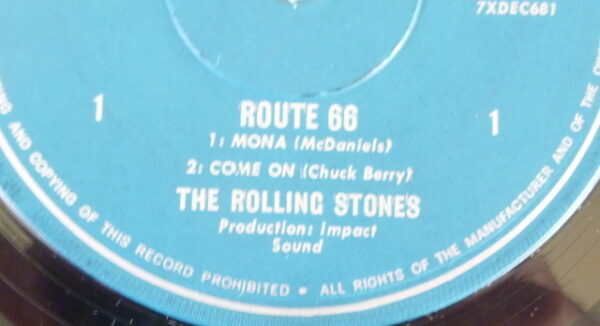 7XDEC681
1
1
ROUTE 66
1: MONA (McDaniels)
2: COME ON (Chuck Berry)
THE ROLLING STONES
Production: Impact
Sound
AND COPYING OF THIS RECORD PROHIBITED • ALL RIGHTS OF THE MANUFACTURER AND OF THE